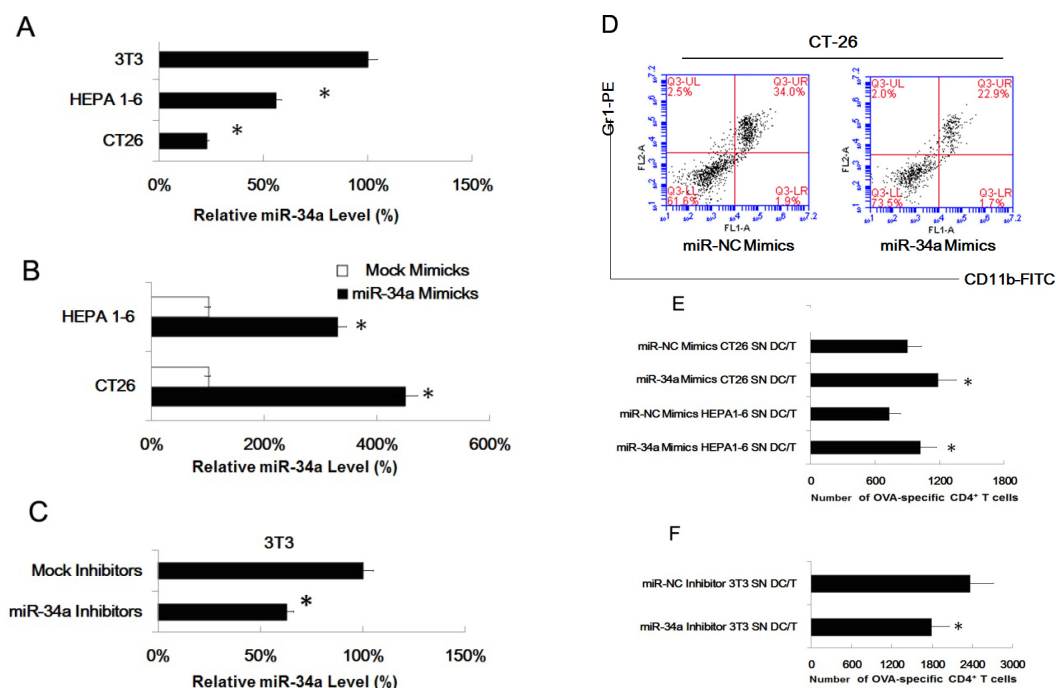 A
3T3
HEPA 1-6
CT26
*
*
0% 50% 100% 150%
Relative miR-34a Level (%)
B
Mock Mimicks
miR-34a Mimicks
HEPA 1-6
CT26
*
*
0% 200% 400% 600%
Relative miR-34a Level (%)
C
3T3
Mock Inhibitors
miR-34a Inhibitors
*
0% 50% 100% 150%
Relative miR-34a Level (%)
D
CT-26
Gr1-PE
Q3-UL Q3-UR
2.5% 34.0%
Q3-LL Q3-LR
61.6% 1.9%
FL2-A
FL1-A
miR-NC Mimics
Q3-UL Q3-UR
2.0% 22.9%
Q3-LL Q3-LR
73.5% 1.7%
FL2-A
FL1-A
miR-34a Mimics
CD11b-FITC
E
miR-NC Mimics CT26 SN DC/T
miR-34a Mimics CT26 SN DC/T
*
miR-NC Mimics HEPA1-6 SN DC/T
miR-34a Mimics HEPA1-6 SN DC/T
*
0 600 1200 1800
Number of OVA-specific CD4⁺ T cells
F
miR-NC Inhibitor 3T3 SN DC/T
miR-34a Inhibitor 3T3 SN DC/T
*
0 600 1200 1800 2400 3000
Number of OVA-specific CD4⁺ T cells